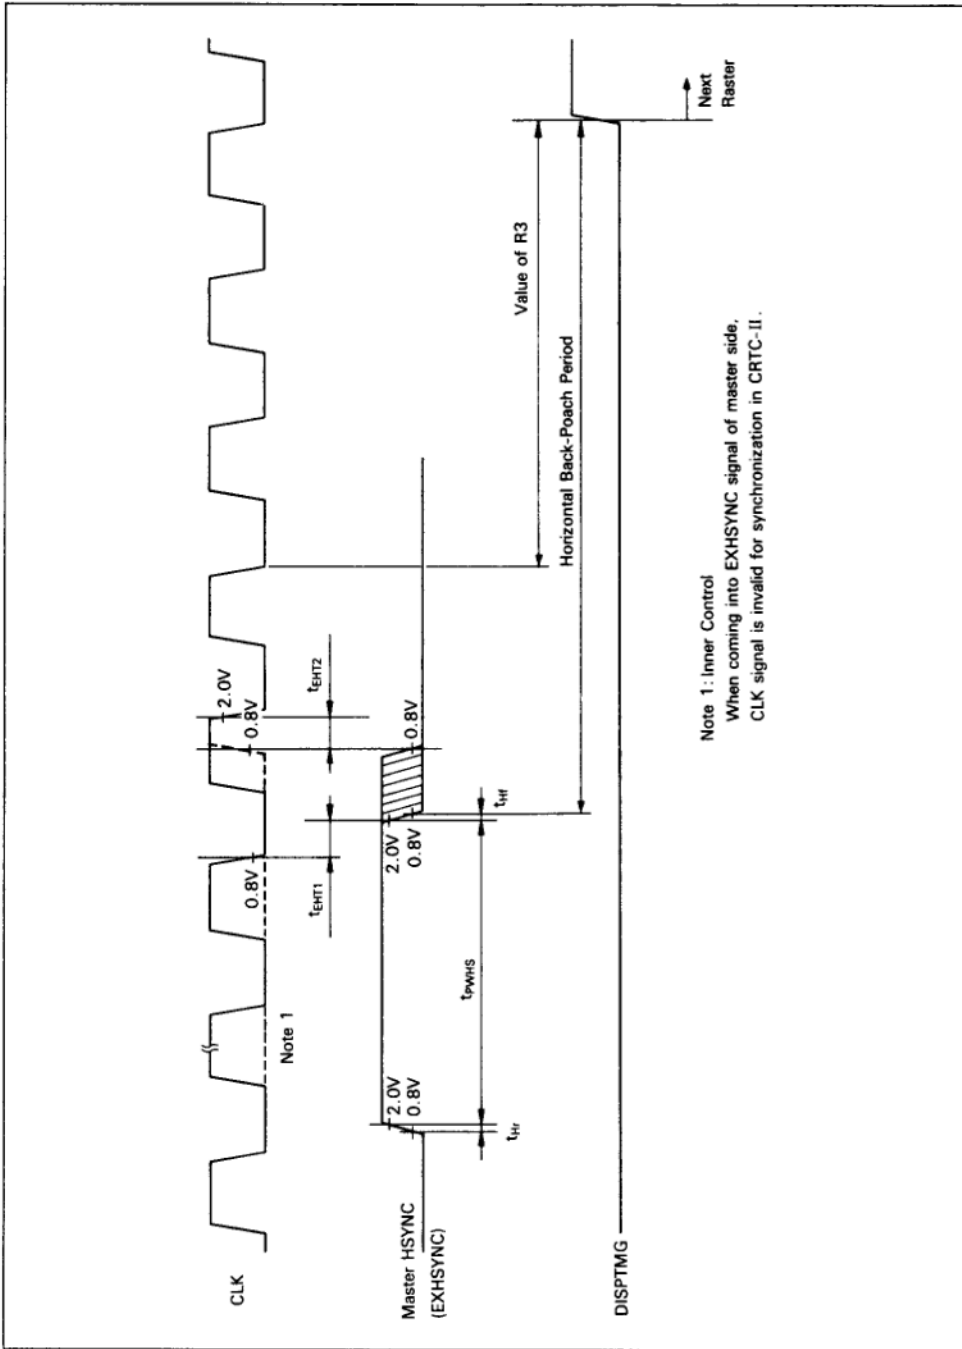 CLK
Note 1
0.8V
2.0V
0.8V
tEHT1
tEHT2
Master HSYNC
(EXHSYNC)
2.0V
0.8V
2.0V
0.8V
0.8V
tHr
tPWHS
tHf
Value of R3
Horizontal Back-Poach Period
DISPTMG
Next
Raster
Note 1: Inner Control
When coming into EXHSYNC signal of master side,
CLK signal is invalid for synchronization in CRTC-II.